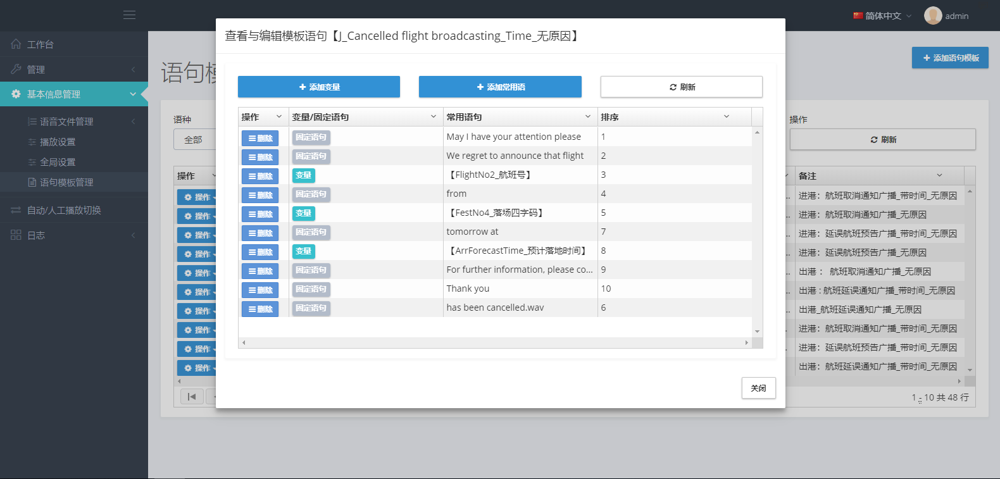 简体中文
admin
工作台
管理
基本信息管理
语音文件管理
播放设置
全局设置
语句模板管理
自动/人工播放切换
日志
添加语句模板
语种
全部
操作
刷新
操作
备注
操作
进港：航班取消通知广播_带时间_无原因
操作
进港：航班取消通知广播_无原因
操作
进港：延误航班预告广播_带时间_无原因
操作
进港：延误航班预告广播_无原因
操作
出港： 航班取消通知广播_无原因
操作
出港 : 航班延误通知广播_带时间_无原因
操作
出港_航班延误通知广播_无原因
操作
进港：航班取消通知广播_带时间_无原因
操作
进港：延误航班预告广播_带时间_无原因
操作
出港：航班延误通知广播_带时间_无原因
1 - 10 共 48 行
查看与编辑模板语句【J_Cancelled flight broadcasting_Time_无原因】
添加变量
添加常用语
刷新
操作 变量/固定语句 常用语句 排序
删除 固定语句 May I have your attention please 1
删除 固定语句 We regret to announce that flight 2
删除 变量 【FlightNo2_航班号】 3
删除 固定语句 from 4
删除 变量 【FestNo4_落场四字码】 5
删除 固定语句 tomorrow at 7
删除 变量 【ArrForecastTime_预计落地时间】 8
删除 固定语句 For further information, please co... 9
删除 固定语句 Thank you 10
删除 固定语句 has been cancelled.wav 6
关闭